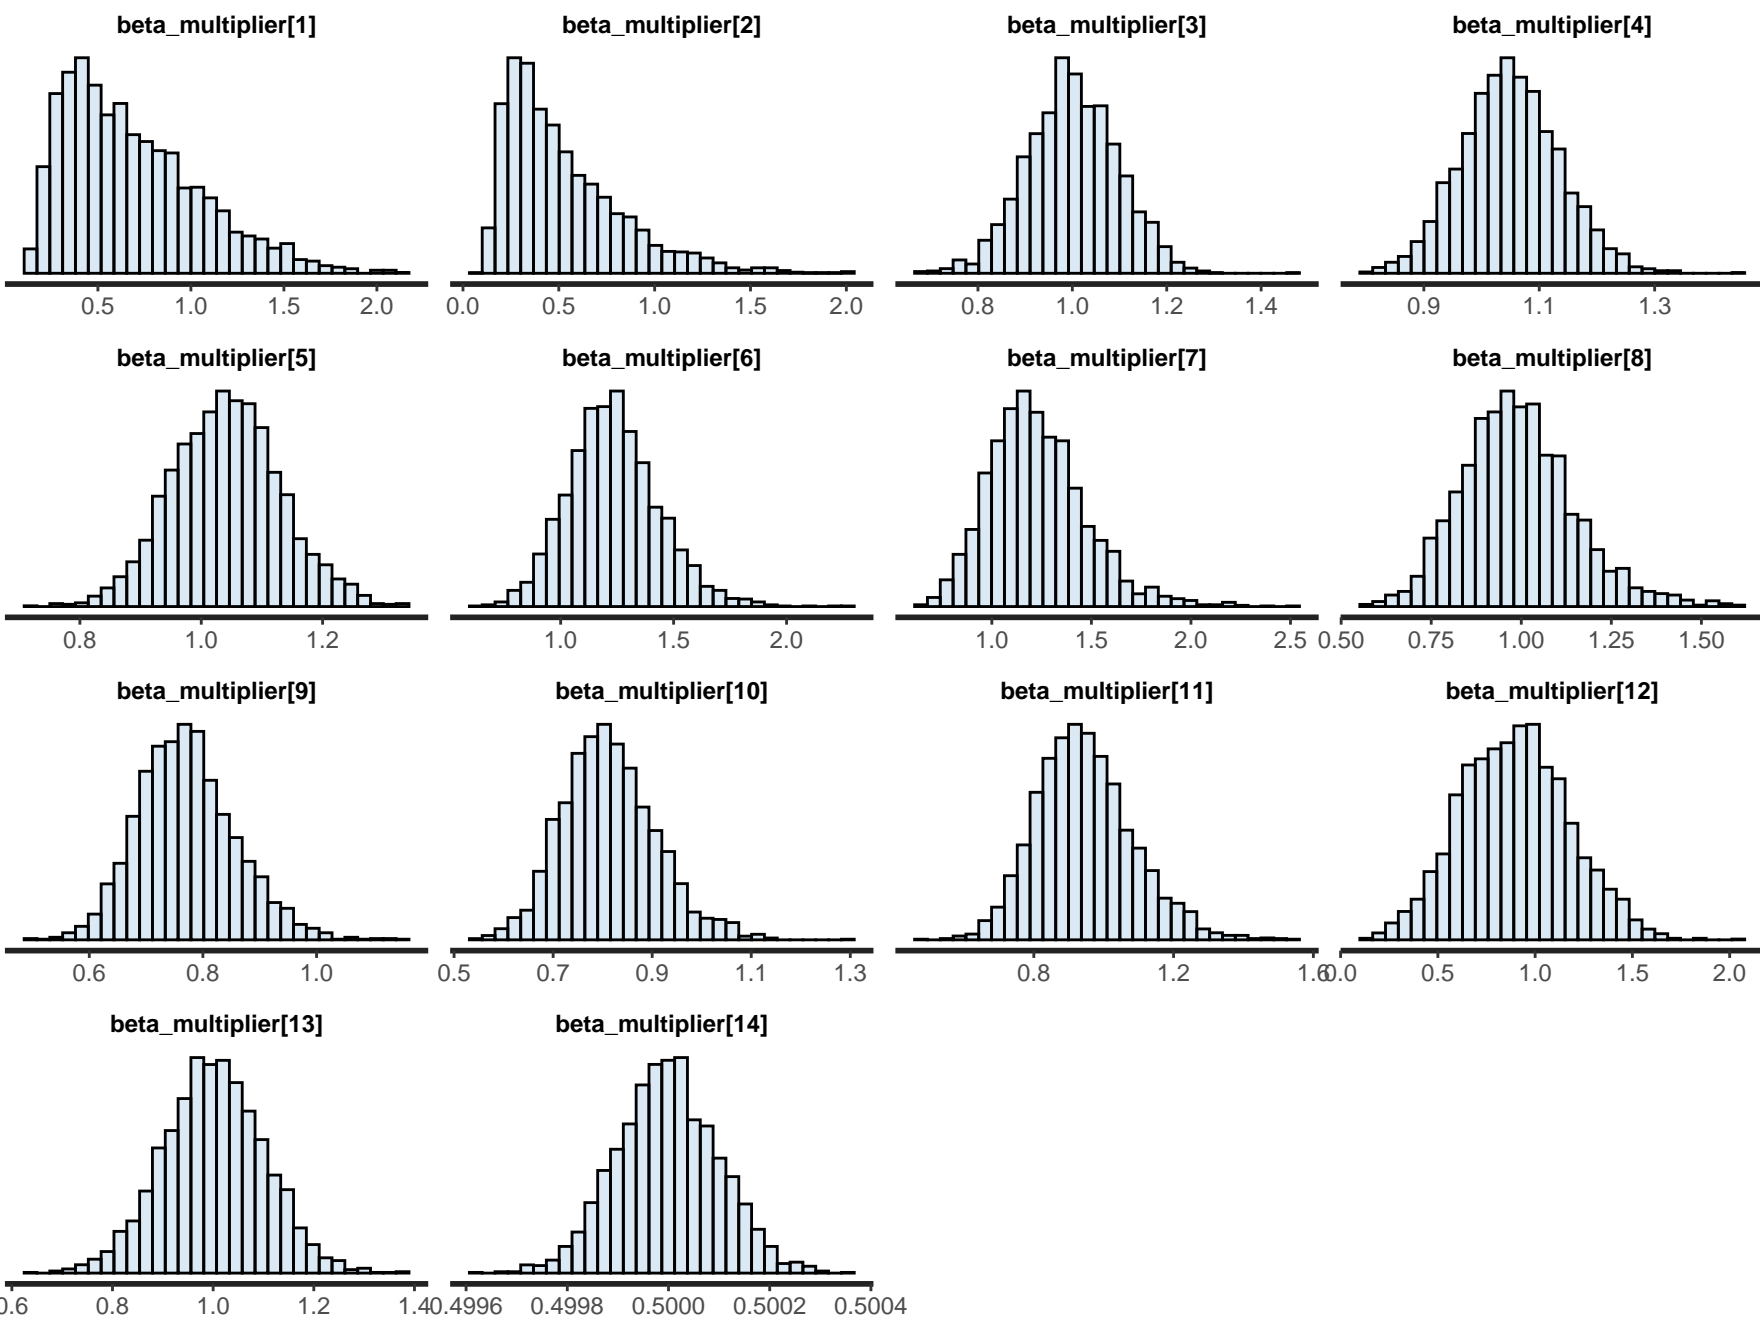 beta_multiplier[1] beta_multiplier[2] beta_multiplier[3] beta_multiplier[4]
0.5 1.0 1.5 2.0 0.0 0.5 1.0 1.5 2.0 0.8 1.0 1.2 1.4 0.9 1.1 1.3
beta_multiplier[5] beta_multiplier[6] beta_multiplier[7] beta_multiplier[8]
0.8 1.0 1.2 1.0 1.5 2.0 1.0 1.5 2.0 2.5 0.50 0.75 1.00 1.25 1.50
beta_multiplier[9] beta_multiplier[10] beta_multiplier[11] beta_multiplier[12]
0.6 0.8 1.0 0.5 0.7 0.9 1.1 1.3 0.8 1.2 1.6 0.0 0.5 1.0 1.5 2.0
beta_multiplier[13] beta_multiplier[14]
0.6 0.8 1.0 1.2 1.4 0.4996 0.4998 0.5000 0.5002 0.5004